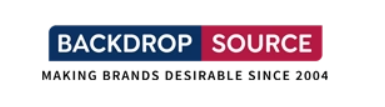 BACKDROP SOURCE
MAKING BRANDS DESIRABLE SINCE 2004